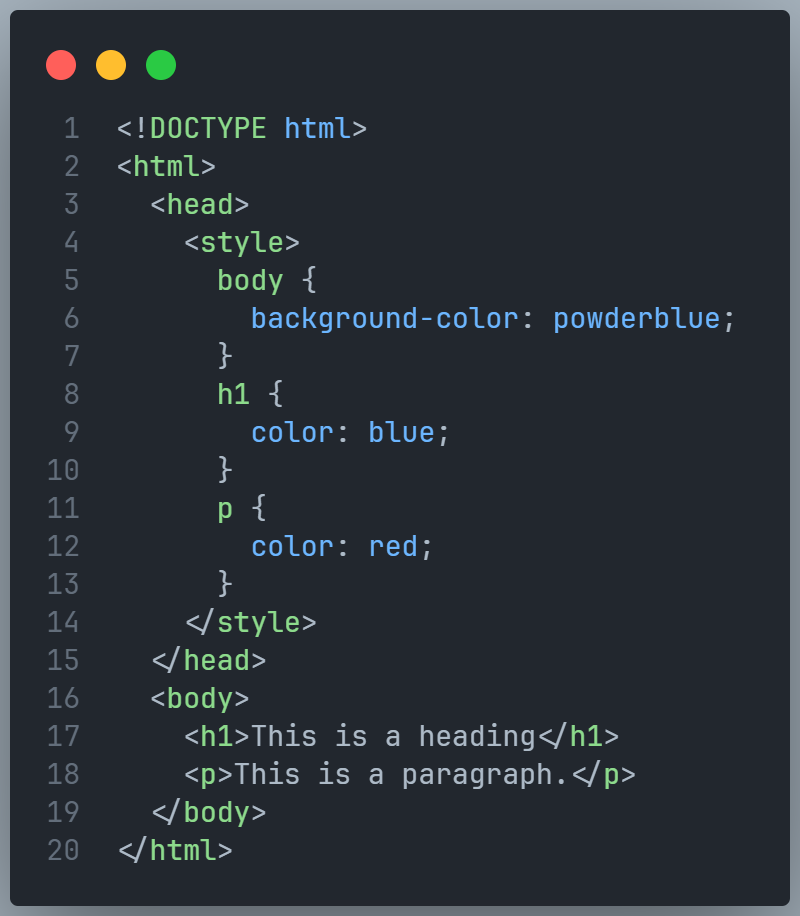 1 <!DOCTYPE html>
2 <html>
3   <head>
4     <style>
5       body {
6         background-color: powderblue;
7       }
8       h1 {
9         color: blue;
10       }
11       p {
12         color: red;
13       }
14     </style>
15   </head>
16   <body>
17     <h1>This is a heading</h1>
18     <p>This is a paragraph.</p>
19   </body>
20 </html>